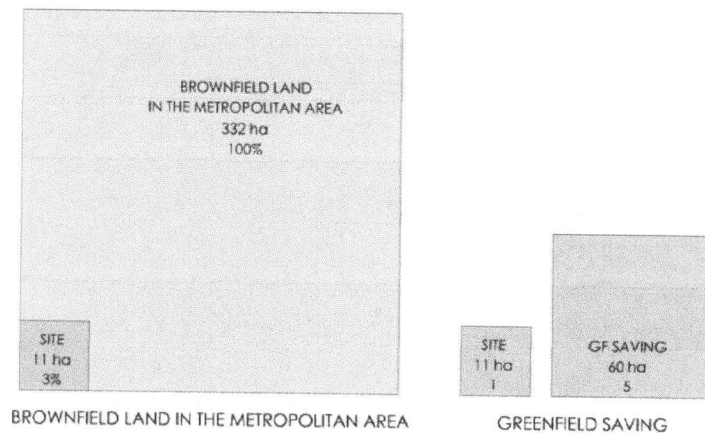 BROWNFIELD LAND
IN THE METROPOLITAN AREA
332 ha
100%
SITE
11 ha
3%
BROWNFIELD LAND IN THE METROPOLITAN AREA
SITE
11 ha
1
GF SAVING
60 ha
5
GREENFIELD SAVING